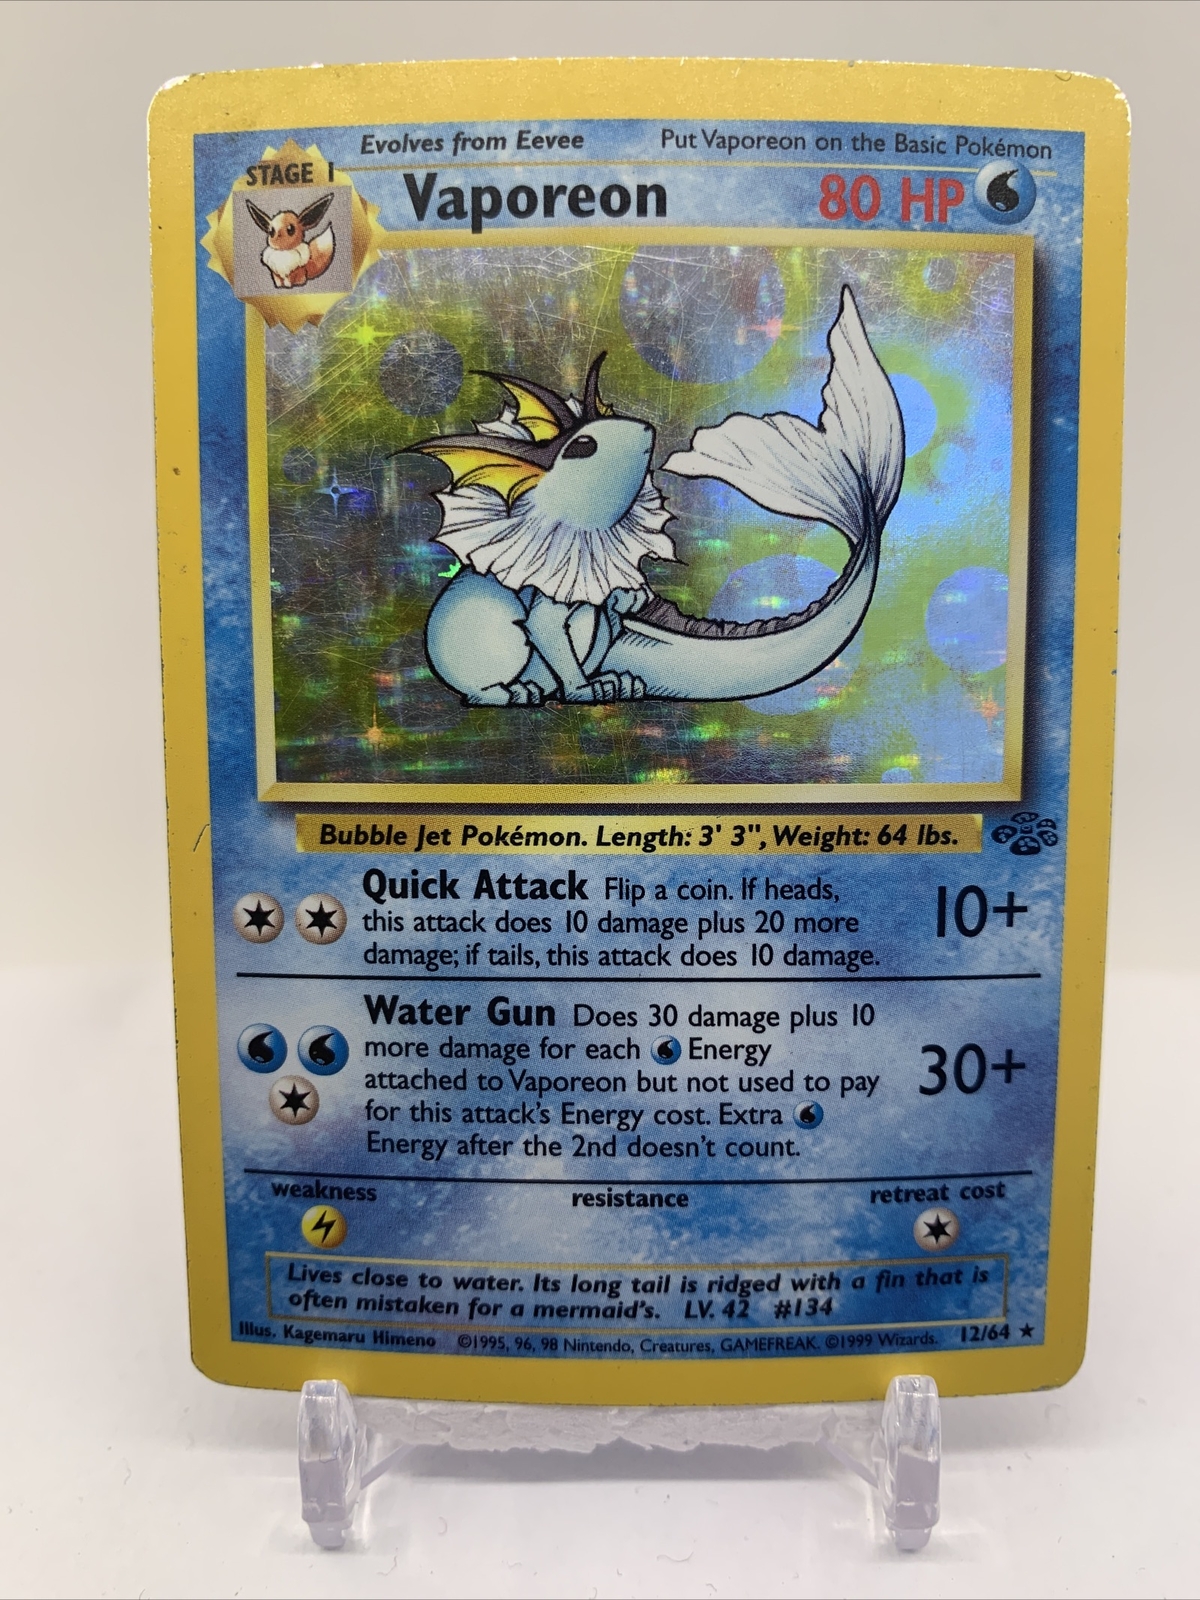 Evolves from Eevee
Put Vaporeon on the Basic Pokémon
STAGE 1
Vaporeon
80 HP
Bubble Jet Pokémon. Length: 3' 3", Weight: 64 lbs.
Quick Attack Flip a coin. If heads,
this attack does 10 damage plus 20 more
damage; if tails, this attack does 10 damage.
10+
Water Gun Does 30 damage plus 10
more damage for each Energy
attached to Vaporeon but not used to pay
for this attack's Energy cost. Extra
Energy after the 2nd doesn't count.
30+
weakness
resistance
retreat cost
Lives close to water. Its long tail is ridged with a fin that is
often mistaken for a mermaid's. LV. 42 #134
Illus. Kagemaru Himeno ©1995, 96, 98 Nintendo, Creatures, GAMEFREAK. ©1999 Wizards. 12/64 ★